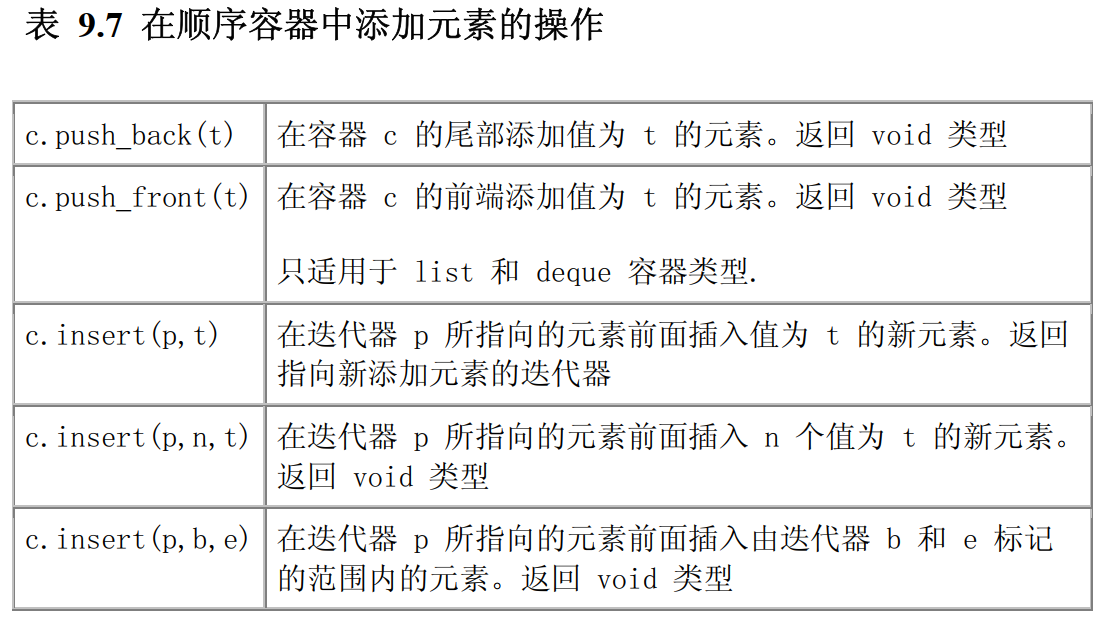 表 9.7 在顺序容器中添加元素的操作
c.push_back(t) 在容器 c 的尾部添加值为 t 的元素。返回 void 类型
c.push_front(t) 在容器 c 的前端添加值为 t 的元素。返回 void 类型
只适用于 list 和 deque 容器类型.
c.insert(p,t) 在迭代器 p 所指向的元素前面插入值为 t 的新元素。返回
指向新添加元素的迭代器
c.insert(p,n,t) 在迭代器 p 所指向的元素前面插入 n 个值为 t 的新元素。
返回 void 类型
c.insert(p,b,e) 在迭代器 p 所指向的元素前面插入由迭代器 b 和 e 标记
的范围内的元素。返回 void 类型